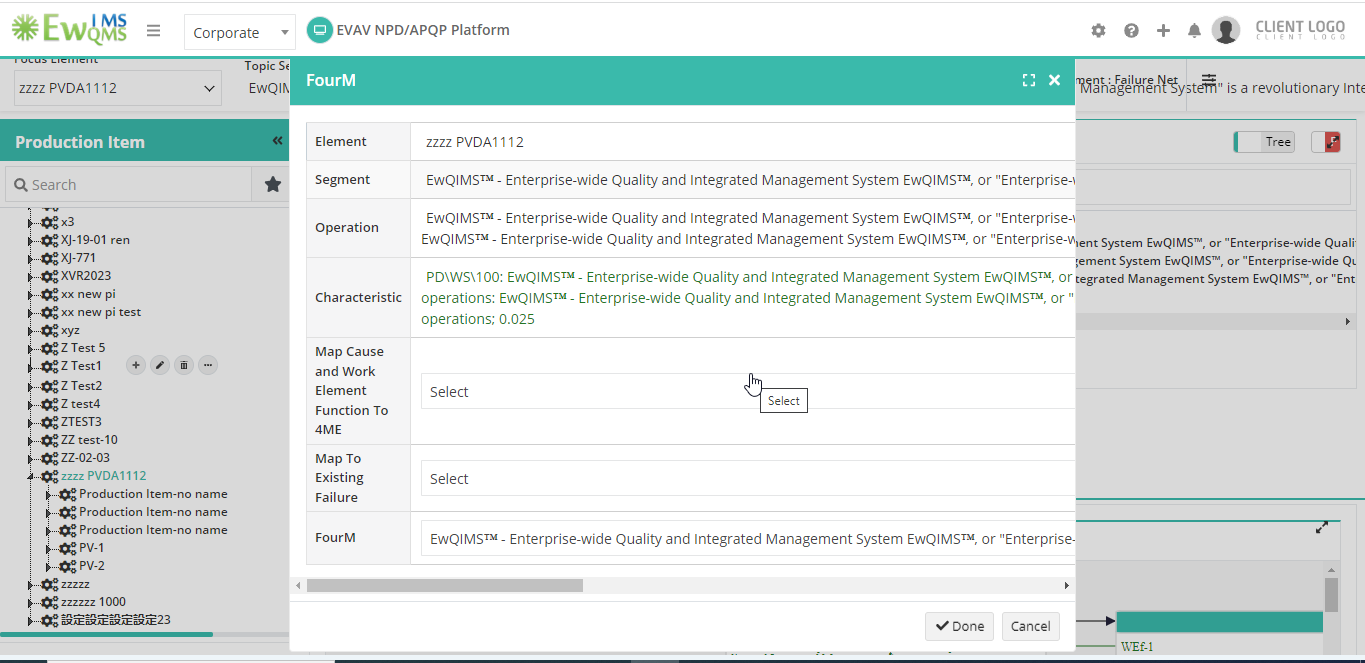 EwQMS IMS
Corporate
EVAV NPD/APQP Platform
CLIENT LOGO
CLIENT LOGO
Focus Element
zzzz PVDA1112
Topic Se
EwQIM
ment : Failure Net
Management System" is a revolutionary Inte
Production Item
Search
x3
XJ-19-01 ren
XJ-771
XVR2023
xx new pi
xx new pi test
xyz
Z Test 5
Z Test1
Z Test2
Z test4
ZTEST3
ZZ test-10
ZZ-02-03
zzzz PVDA1112
Production Item-no name
Production Item-no name
Production Item-no name
PV-1
PV-2
zzzzz
zzzzzz 1000
設定設定設定設定23
FourM
Element
zzzz PVDA1112
Segment
EwQIMS™ - Enterprise-wide Quality and Integrated Management System EwQIMS™, or "Enterprise-w
Operation
EwQIMS™ - Enterprise-wide Quality and Integrated Management System EwQIMS™, or "Enterprise-w
EwQIMS™ - Enterprise-wide Quality and Integrated Management System EwQIMS™, or "Enterprise-w
Characteristic
PD\WS\100: EwQIMS™ - Enterprise-wide Quality and Integrated Management System EwQIMS™, or
operations: EwQIMS™ - Enterprise-wide Quality and Integrated Management System EwQIMS™, or "
operations; 0.025
Map Cause
and Work
Element
Function To
4ME
Select
Select
Map To
Existing
Failure
Select
FourM
EwQIMS™ - Enterprise-wide Quality and Integrated Management System EwQIMS™, or "Enterprise-
Done
Cancel
Tree
ment System EwQIMS™, or "Enterprise-wide Quali
gement System EwQIMS™, or "Enterprise-wide Qu
tegrated Management System EwQIMS™, or "Ent
WEf-1